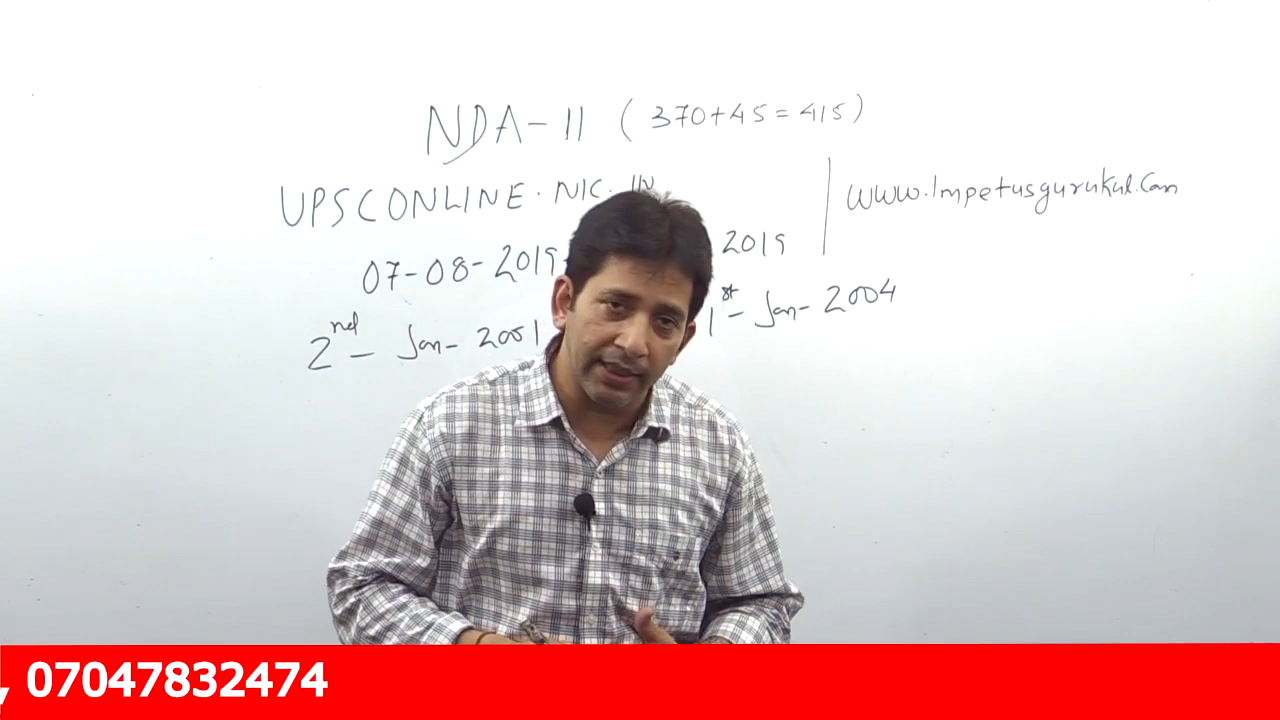 NDA-II (370+45=415)
UPSCONLINE.NIC.IN
www.Impetusgurukul.Com
07-08-2019 2019
2nd - Jan - 2001 1st - Jan - 2004
, 07047832474